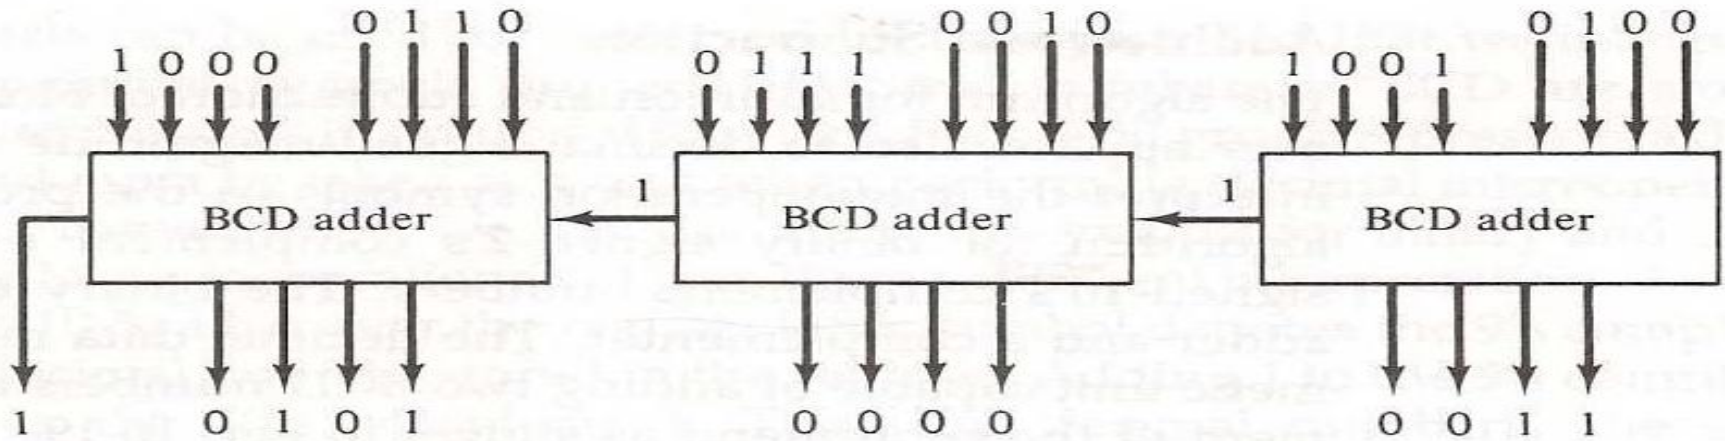 0 1 1 0 0 0 1 0 0 1 0 0
1 0 0 0 0 1 1 1 1 0 0 1
1 1
BCD adder BCD adder BCD adder
1 0 1 0 1 0 0 0 0 0 0 1 1